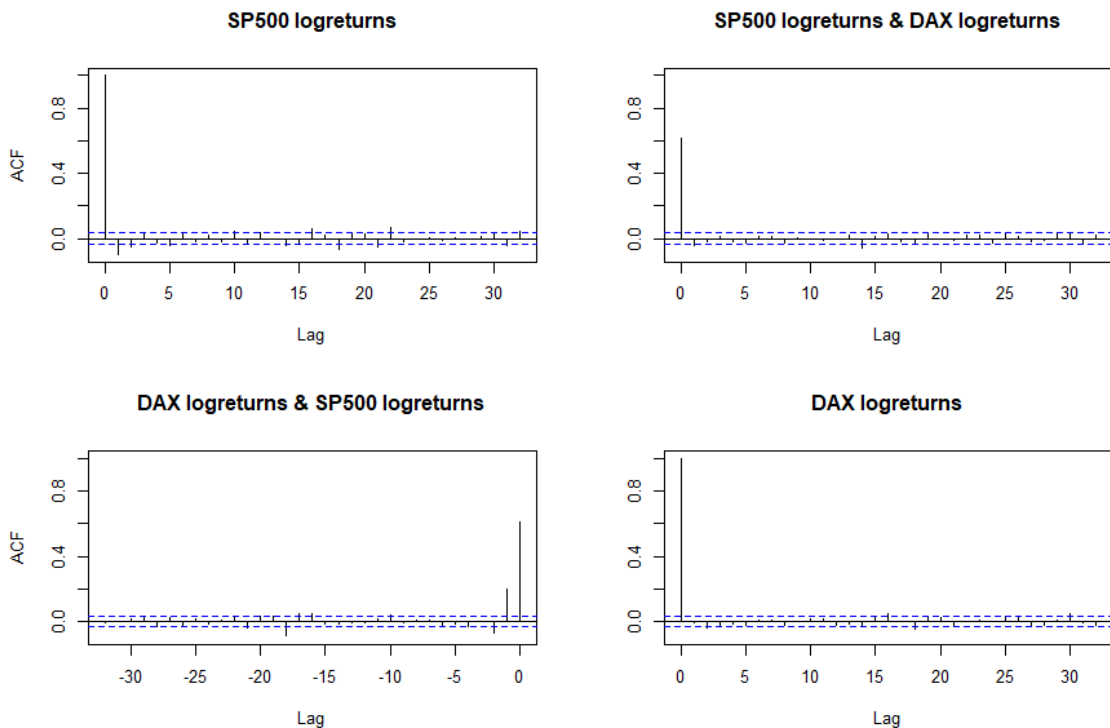 SP500 logreturns
ACF
0.0 0.4 0.8
0 5 10 15 20 25 30
Lag
SP500 logreturns & DAX logreturns
0.0 0.4 0.8
0 5 10 15 20 25 30
Lag
DAX logreturns & SP500 logreturns
ACF
0.0 0.4 0.8
-30 -25 -20 -15 -10 -5 0
Lag
DAX logreturns
0.0 0.4 0.8
0 5 10 15 20 25 30
Lag